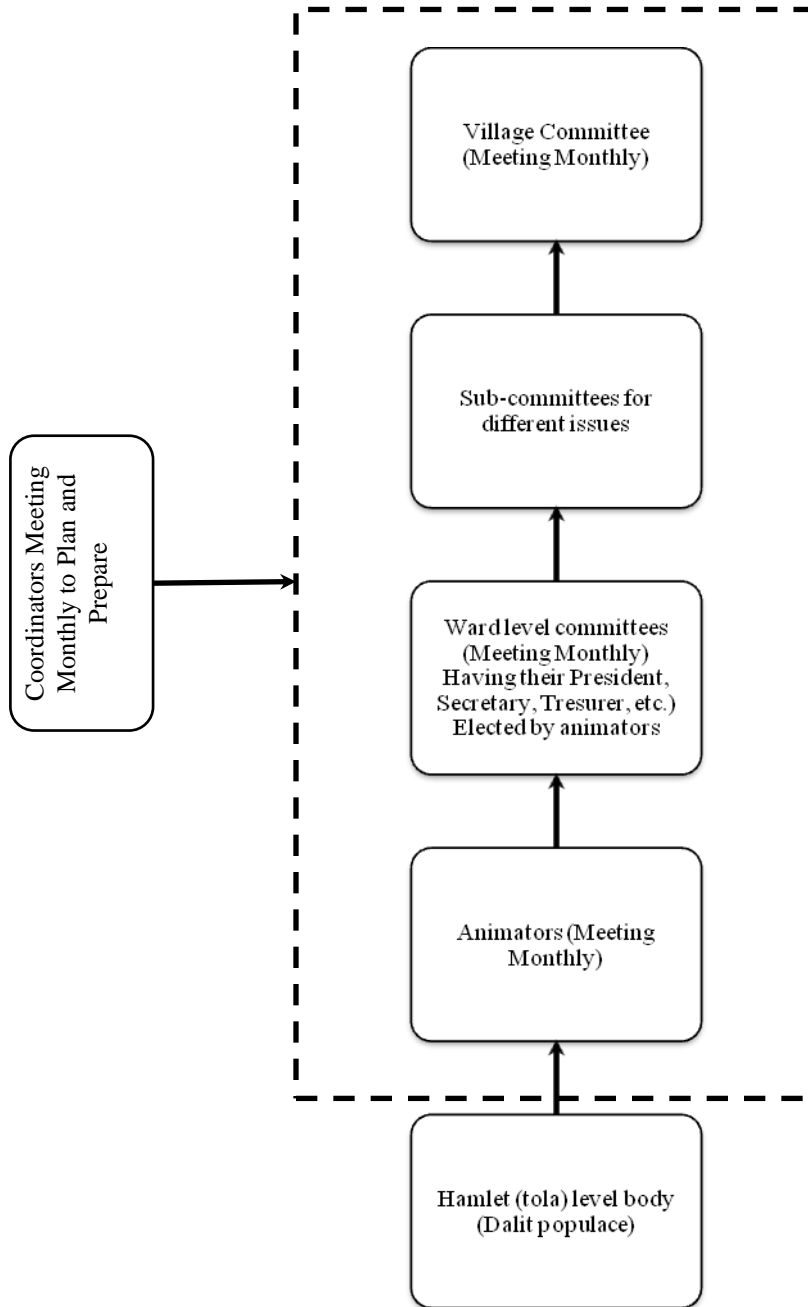 Village Committee
(Meeting Monthly)
Sub-committees for
different issues
Coordinators Meeting
Monthly to Plan and
Prepare
Ward level committees
(Meeting Monthly)
Having their President,
Secretary, Tresurer, etc.)
Elected by animators
Animators (Meeting
Monthly)
Hamlet (tola) level body
(Dalit populace)